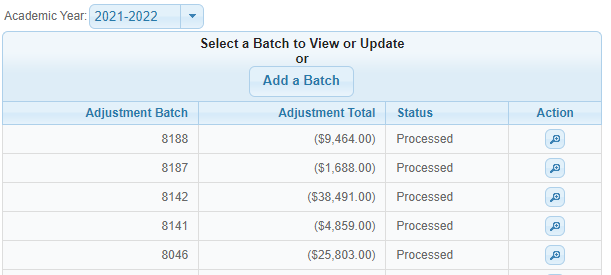 Academic Year: 2021-2022
Select a Batch to View or Update
or
Add a Batch
Adjustment Batch Adjustment Total Status Action
8188 ($9,464.00) Processed
8187 ($1,688.00) Processed
8142 ($38,491.00) Processed
8141 ($4,859.00) Processed
8046 ($25,803.00) Processed